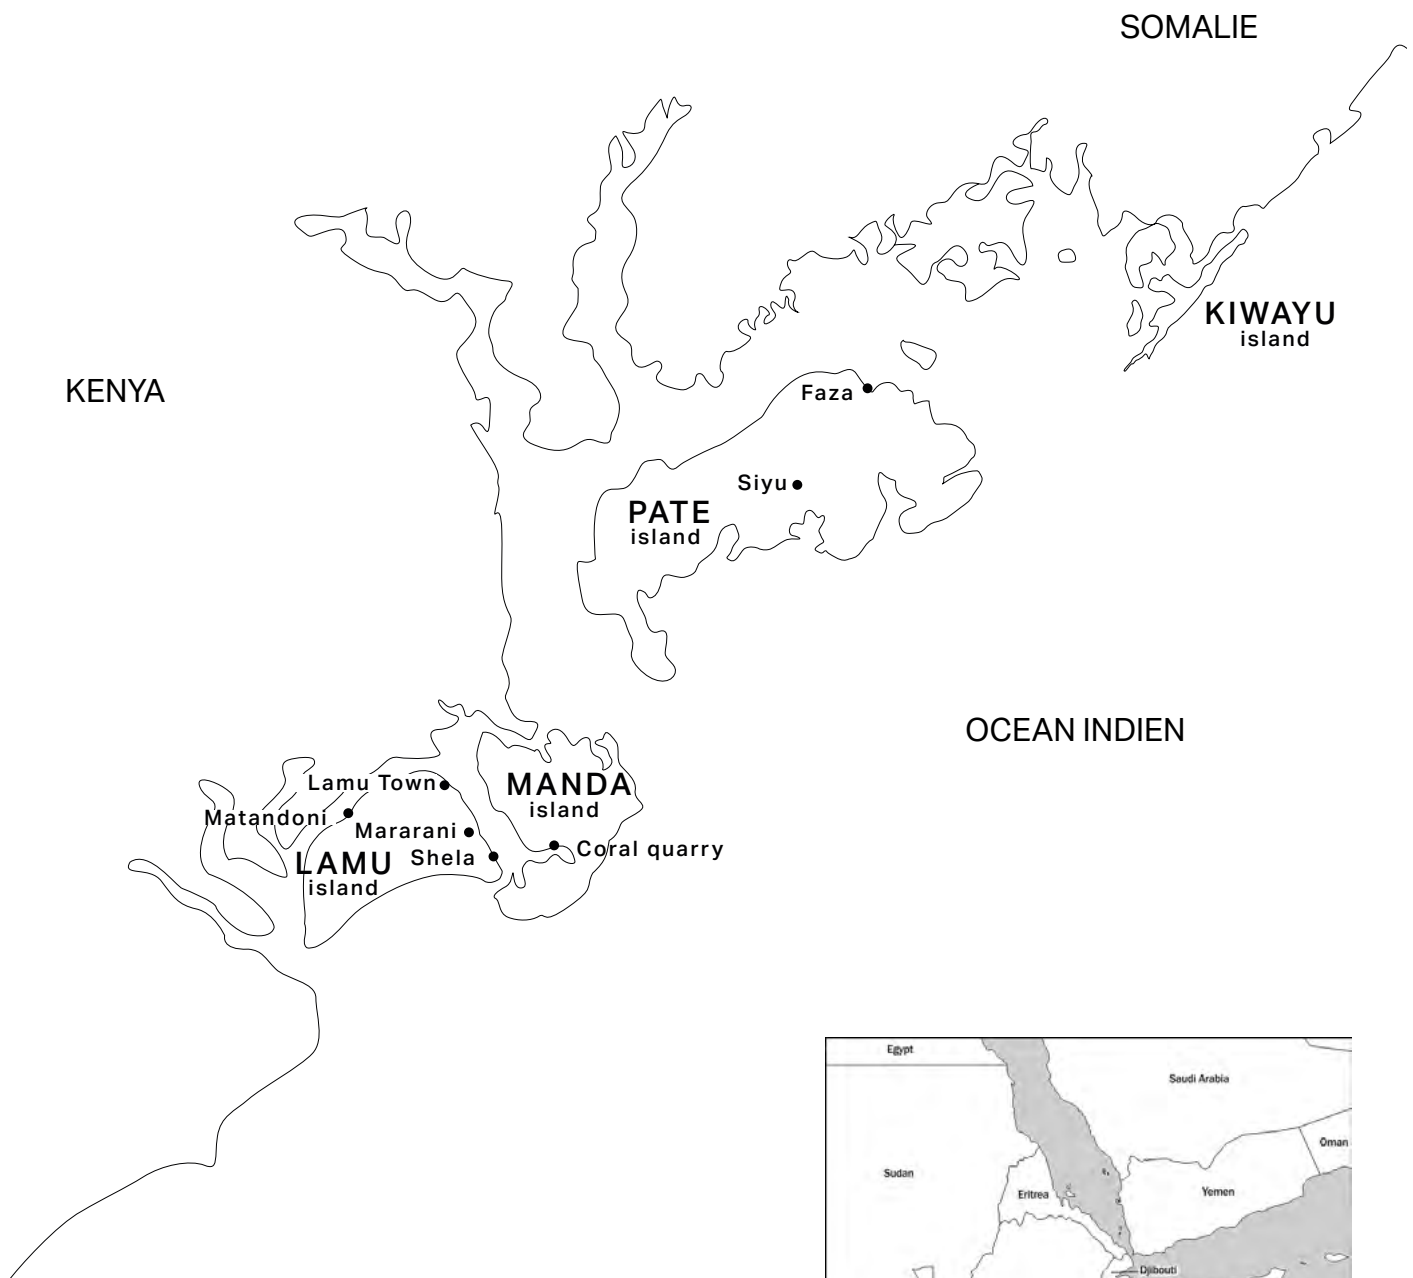 SOMALIE
KIWAYU
island
KENYA
Faza
Siyu
PATE
island
OCEAN INDIEN
Lamu Town
MANDA
island
Matandoni
Mararani
Coral quarry
Shela
LAMU
island
Egypt
Saudi Arabia
Oman
Sudan
Yemen
Eritrea
Djibouti